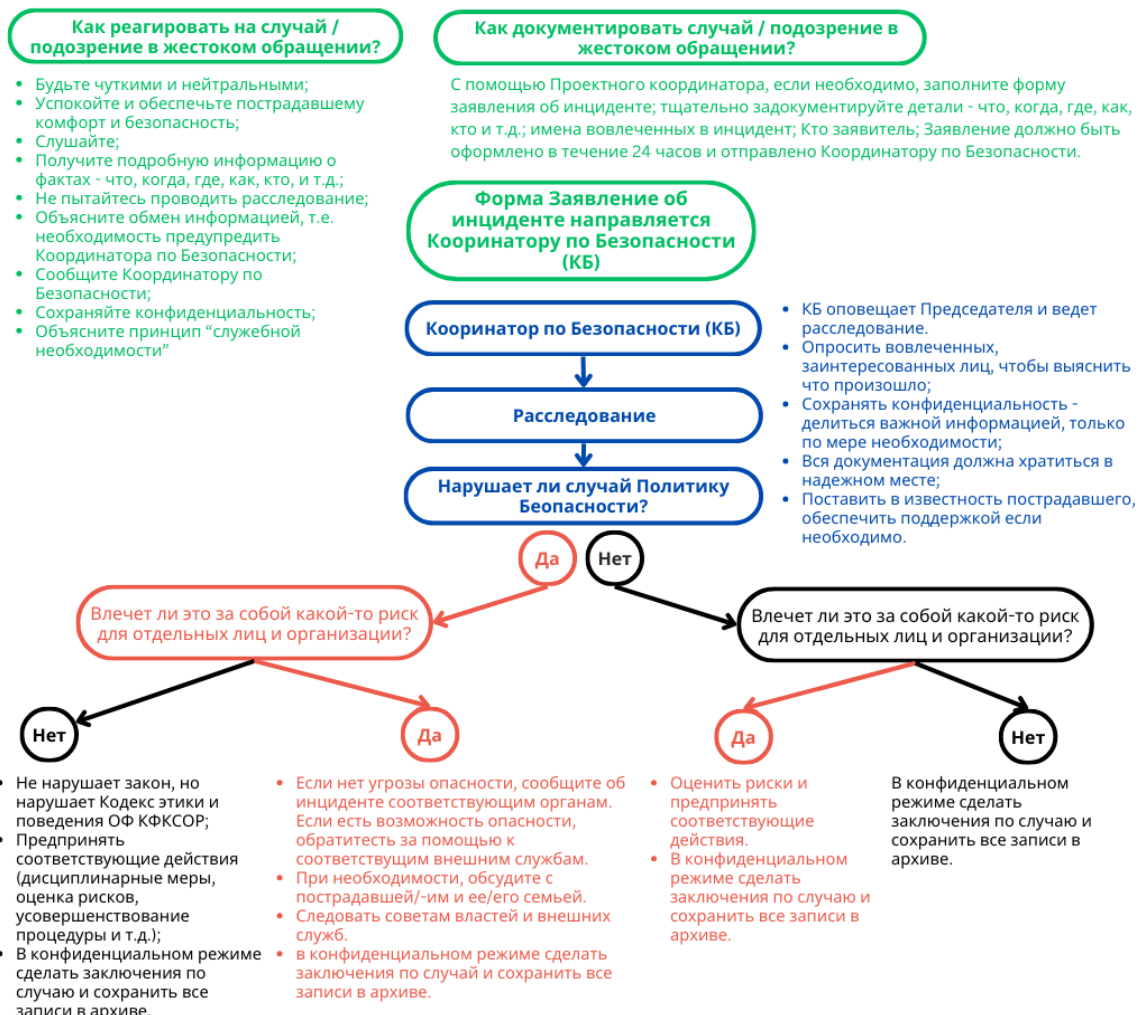 Как реагировать на случай /
подозрение в жестоком обращении?
• Будьте чуткими и нейтральными;
• Успокойте и обеспечьте пострадавшему
комфорт и безопасность;
• Слушайте;
• Получите подробную информацию о
фактах - что, когда, где, как, кто, и т.д.;
• Не пытайтесь проводить расследование;
• Объясните обмен информацией, т.е.
необходимость предупредить
Координатора по Безопасности;
• Сообщите Координатору по
Безопасности;
• Сохраняйте конфиденциальность;
• Объясните принцип “служебной
необходимости”
Как документировать случай / подозрение в
жестоком обращении?
С помощью Проектного координатора, если необходимо, заполните форму
заявления об инциденте; тщательно задокументируйте детали - что, когда, где, как,
кто и т.д.; имена вовлеченных в инцидент; Кто заявитель; Заявление должно быть
оформлено в течение 24 часов и отправлено Координатору по Безопасности.
Форма Заявление об
инциденте направляется
Кооринатору по Безопасности
(КБ)
Кооринатор по Безопасности (КБ)
Расследование
Нарушает ли случай Политику
Беопасности?
• КБ оповещает Председателя и ведет
расследование.
• Опросить вовлеченных,
заинтересованных лиц, чтобы выяснить
что произошло;
• Сохранять конфиденциальность -
делиться важной информацией, только
по мере необходимости;
• Вся документация должна хратиться в
надежном месте;
• Поставить в известность пострадавшего,
обеспечить поддержкой если
необходимо.
Да
Нет
Влечет ли это за собой какой-то риск
для отдельных лиц и организации?
Влечет ли это за собой какой-то риск
для отдельных лиц и организации?
Нет
Да
Да
Нет
• Не нарушает закон, но
нарушает Кодекс этики и
поведения ОФ КФКСОР;
• Предпринять
соответствующие действия
(дисциплинарные меры,
оценка рисков,
усовершенствование
процедуры и т.д.);
• В конфиденциальном режиме
сделать заключения по
случаю и сохранить все
записи в архиве.
• Если нет угрозы опасности, сообщите об
инциденте соответствующим органам.
Если есть возможность опасности,
обратитесть за помощью к
соответствущим внешним службам.
• При необходимости, обсудите с
пострадавшей/-им и ее/его семьей.
• Следовать советам властей и внешних
служб.
• в конфиденциальном режиме сделать
заключения по случай и сохранить все
записи в архиве.
• Оценить риски и
предпринять
соответствующие
действия.
• В конфиденциальном
режиме сделать
заключения по случаю и
сохранить все записи в
архиве.
В конфиденциальном
режиме сделать
заключения по случаю и
сохранить все записи в
архиве.